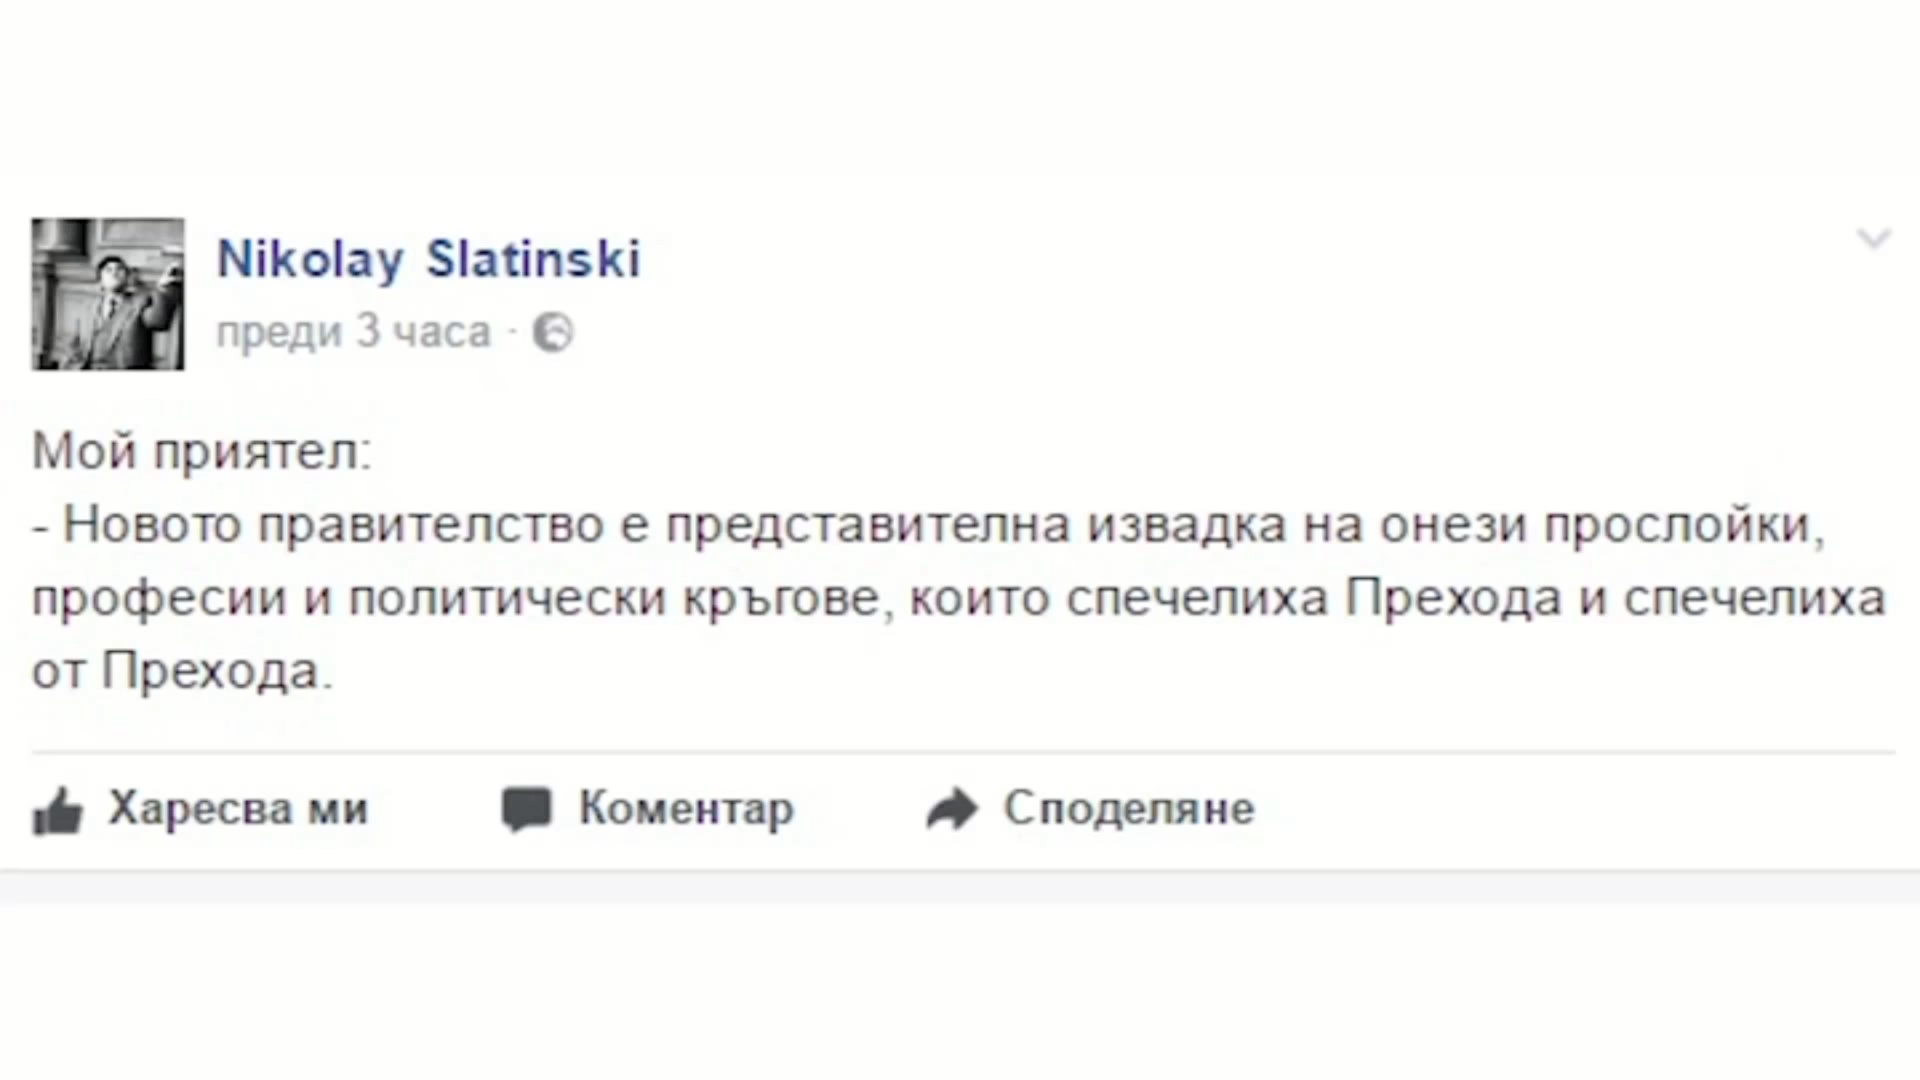 Nikolay Slatinski
преди 3 часа ·
Мой приятел:
- Новото правителство е представителна извадка на онези прослойки,
професии и политически кръгове, които спечелиха Прехода и спечелиха
от Прехода.
Харесва ми Коментар Споделяне